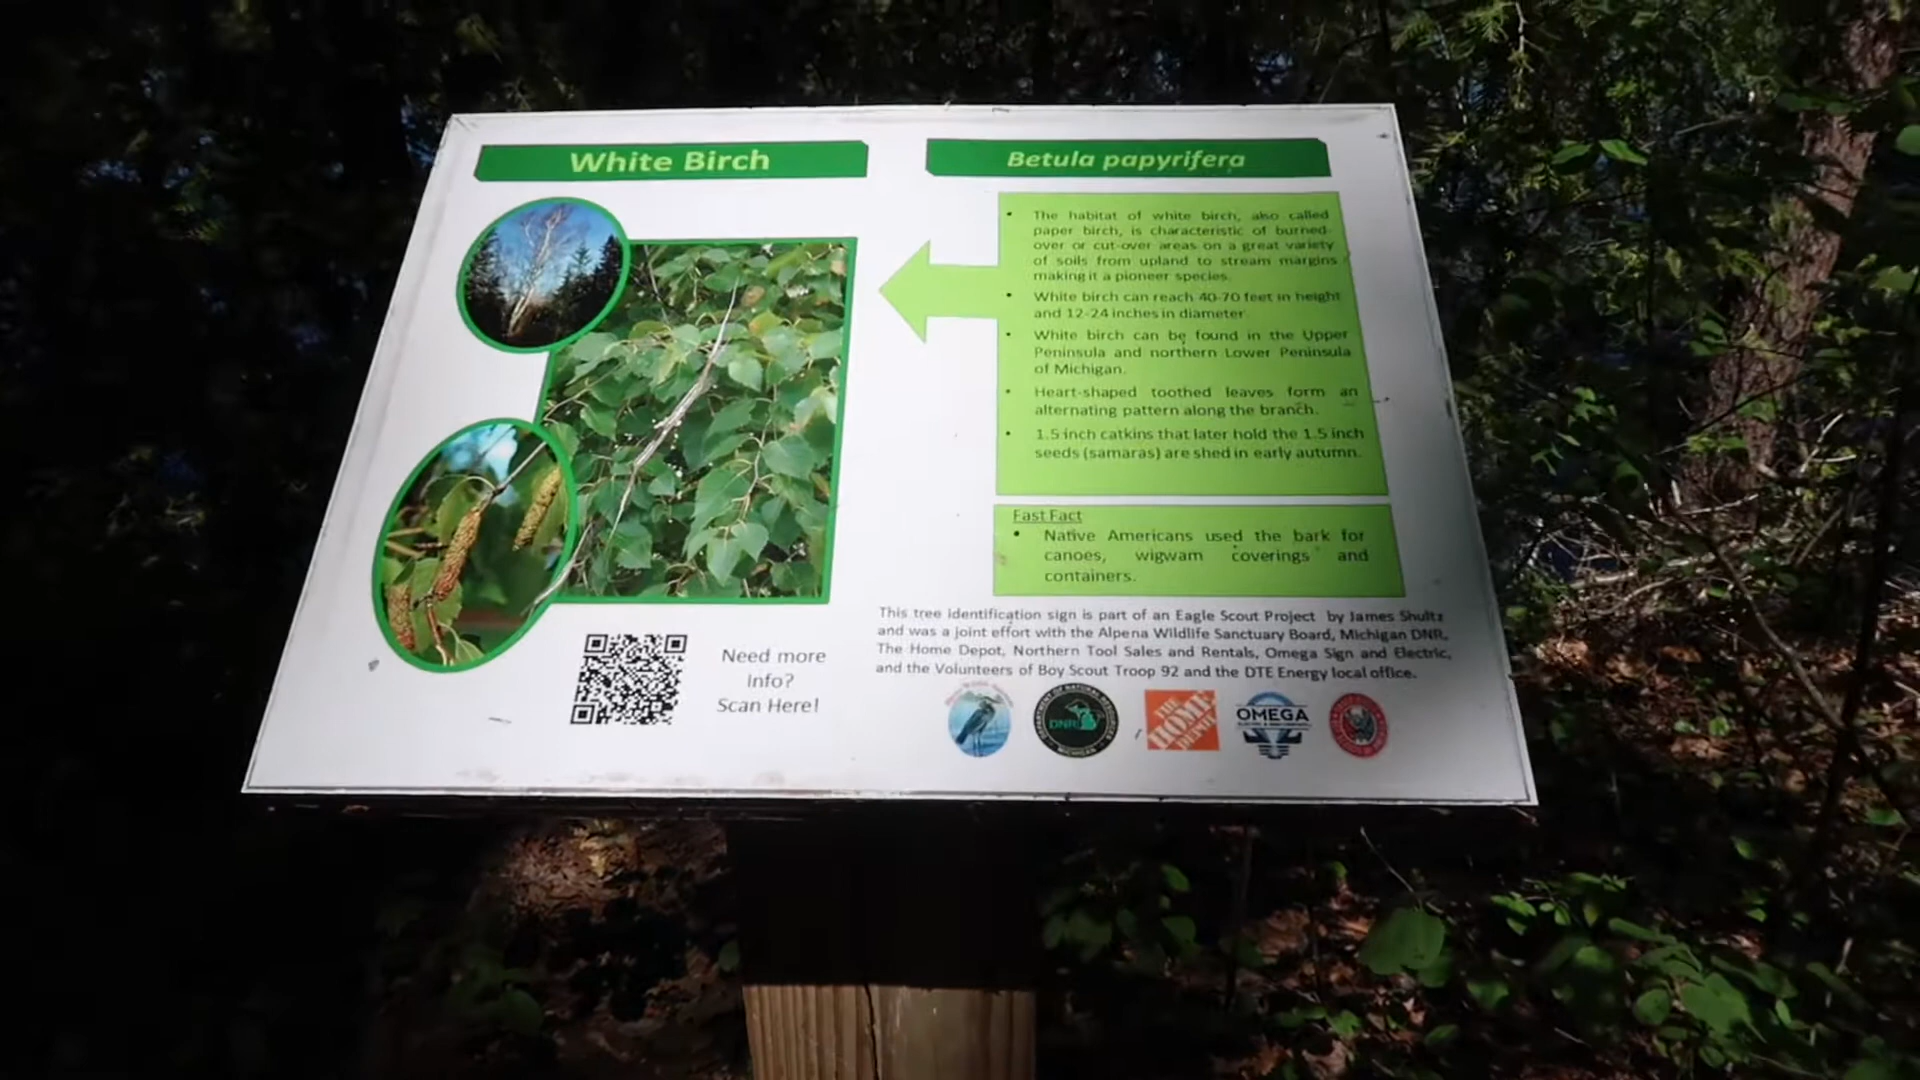 White Birch
Betula papyrifera
• The habitat of white birch, also called
paper birch, is characteristic of burned-
over or cut-over areas on a great variety
of soils from upland to stream margins
making it a pioneer species.
• White birch can reach 40-70 feet in height
and 12-24 inches in diameter.
• White birch can be found in the Upper
Peninsula and northern Lower Peninsula
of Michigan.
• Heart-shaped toothed leaves form an
alternating pattern along the branch.
• 1.5 inch catkins that later hold the 1.5 inch
seeds (samaras) are shed in early autumn.
Fast Fact
• Native Americans used the bark for
canoes, wigwam coverings and
containers.
This tree identification sign is part of an Eagle Scout Project by James Shultz
and was a joint effort with the Alpena Wildlife Sanctuary Board, Michigan DNR,
The Home Depot, Northern Tool Sales and Rentals, Omega Sign and Electric,
and the Volunteers of Boy Scout Troop 92 and the DTE Energy local office.
Need more
Info?
Scan Here!
DEPARTMENT OF NATURAL RESOURCES
DNR
MICHIGAN
THE
HOME
DEPOT
OMEGA